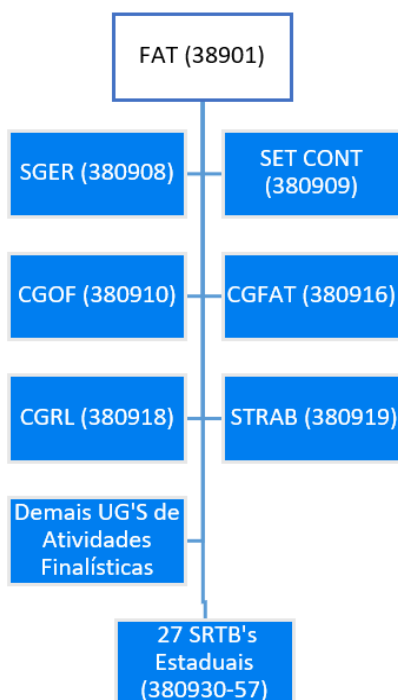 FAT (38901)
SGER (380908)
SET CONT
(380909)
CGOF (380910)
CGFAT (380916)
CGRL (380918)
STRAB (380919)
Demais UG'S de
Atividades
Finalísticas
27 SRTB's
Estaduais
(380930-57)